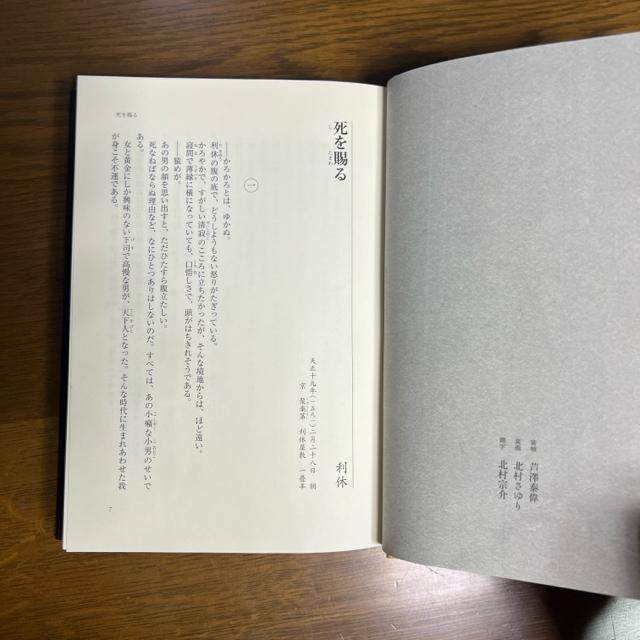 装幀 芦澤泰偉
装画 北村さゆり
題字 北村宗介
死を賜る
し
たまわ
利休
天正十九年(一五九一)二月二十八日 朝
京 聚楽第 利休屋敷 一畳半
一
――かろかろとは、ゆかぬ。
利休の腹の底で、どうしようもない怒りがたぎっている。
かろやかで、すがしい清寂のこころに立ちたかったが、そんな境地からは、ほど遠い。
寝間で薄縁に横になっていても、口惜しさで、頭がはちきれそうである。
――猿めが。
あの男の顔を思い出すと、ただひたすら腹立たしい。
死なねばならぬ理由など、なにひとつありはしないのだ。すべては、あの小癪な小男のせいで
ある。
女と黄金にしか興味のない下司で高慢な男が、天下人となった。そんな時代に生まれあわせた我
が身こそ不運である。
死を賜る
7